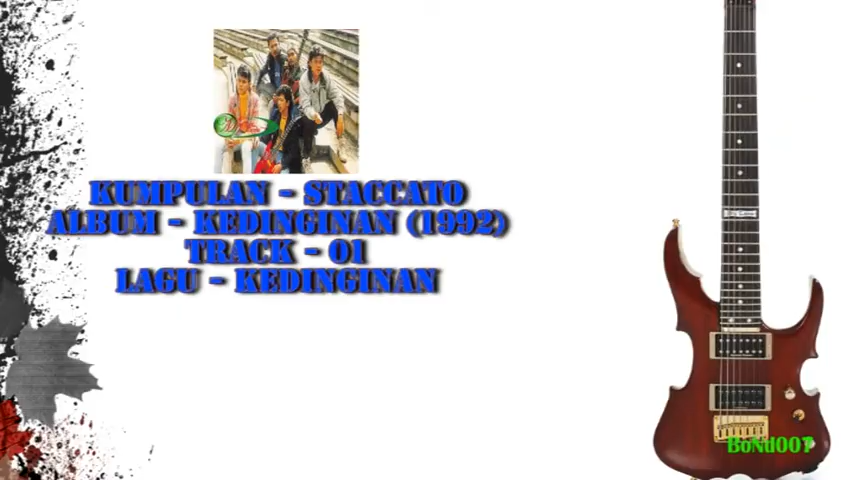 KUMPULAN - STACCATO
ALBUM - KEDINGINAN (1992)
TRACK - 01
LAGU - KEDINGINAN
BoNd007